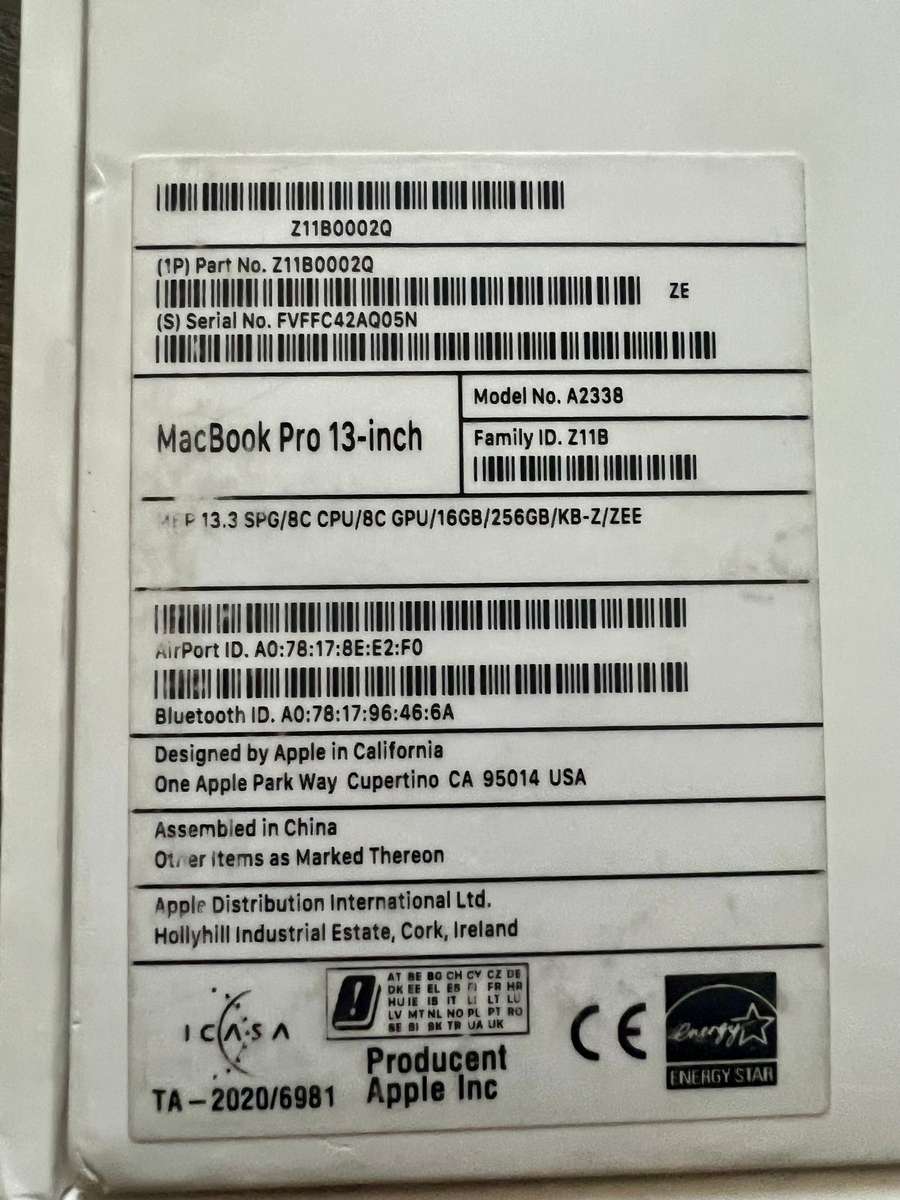 Z11B0002Q
(1P) Part No. Z11B0002Q
ZE
(S) Serial No. FVFFC42AQ05N
MacBook Pro 13-inch
Model No. A2338
Family ID. Z11B
13.3 SPG/8C CPU/8C GPU/16GB/256GB/KB-Z/ZEE
AirPort ID. A0:78:17:8E:E2:F0
Bluetooth ID. A0:78:17:96:46:6A
Designed by Apple in California
One Apple Park Way Cupertino CA 95014 USA
Assembled in China
Other Items as Marked Thereon
Apple Distribution International Ltd.
Hollyhill Industrial Estate, Cork, Ireland
AT BE BG CH CY CZ DE
DK EE EL ES FI FR HR
HU IE IS IT LI LT LU
LV MT NL NO PL PT RO
SE SI SK TR UA UK
ICASA
TA – 2020/6981
Producent
Apple Inc
CE
energy
ENERGY STAR